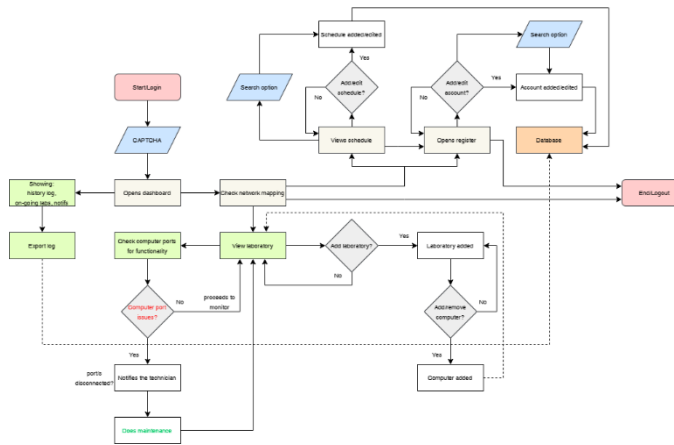 Schedule added/edited
Search option
Start/Login
Yes
Search option
Add/edit
schedule?
Add/edit
account?
Yes
Account added/edited
No
No
CAPTCHA
Views schedule
Opens register
Database
Showing:
history log,
on-going labs, notifs
Opens dashboard
Check network mapping
End/Logout
Export log
Check computer ports
for functionality
View laboratory
Add laboratory?
Yes
Laboratory added
No
Computer port
issues?
No
proceeds to
monitor
Add/remove
computer?
No
Yes
Yes
port/s
disconnected?
Notifies the technician
Computer added
Does maintenance